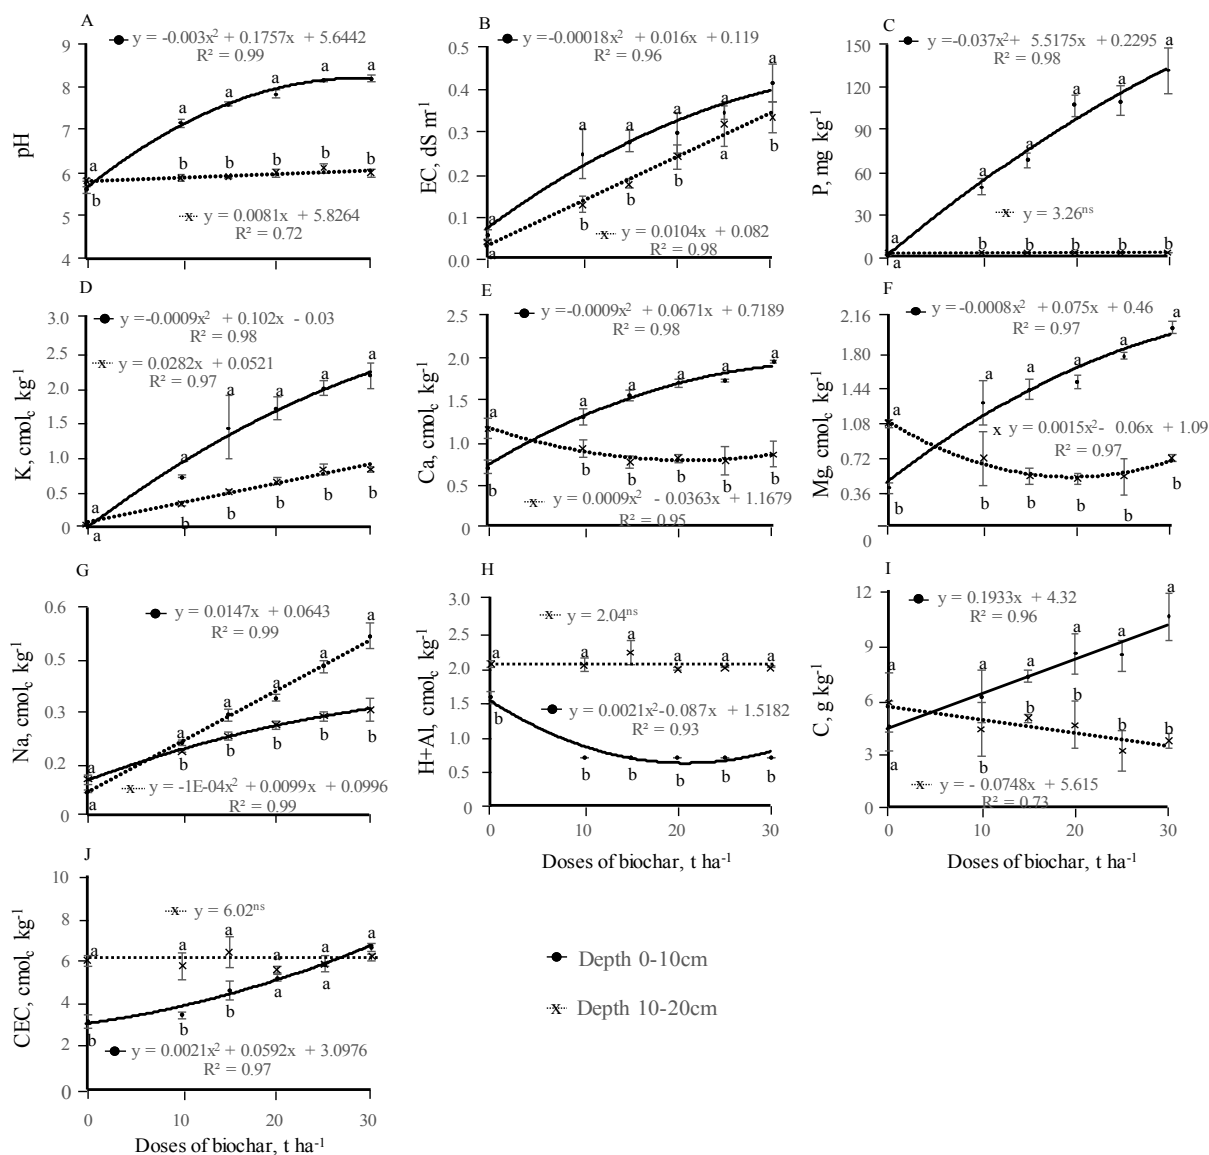 A
y = -0.003x² + 0.1757x + 5.6442
R² = 0.99
9
8
7
6
5
4
pH
a
a
a
a
a
a
b
b
b
b
b
b
x y = 0.0081x + 5.8264
R² = 0.72
B
y = -0.00018x² + 0.016x + 0.119
R² = 0.96
0.5
0.4
0.3
0.2
0.1
0.0
EC, dS m⁻¹
a
a
a
a
a
a
a
b
b
b
a
b
x y = 0.0104x + 0.082
R² = 0.98
C
y =-0.037x²+ 5.5175x + 0.2295
R² = 0.98
150
120
90
60
30
0
P, mg kg⁻¹
a
a
a
a
a
a
x y = 3.26ⁿˢ
a
b
b
b
b
b
D
y =-0.0009x² + 0.102x - 0.03
R² = 0.98
x y = 0.0282x + 0.0521
R² = 0.97
3.0
2.5
2.0
1.5
1.0
0.5
0
K, cmolc kg⁻¹
a
a
a
a
a
a
a
b
b
b
b
b
E
y = -0.0009x² + 0.0671x + 0.7189
R² = 0.98
2.5
2.0
1.5
1.0
0.5
0
Ca, cmolc kg⁻¹
a
a
a
a
a
a
b
b
b
b
b
b
x y = 0.0009x² - 0.0363x + 1.1679
R² = 0.95
F
y = -0.0008x² + 0.075x + 0.46
R² = 0.97
2.16
1.80
1.44
1.08
0.72
0.36
0
Mg, cmolc kg⁻¹
a
a
a
a
a
a
x y = 0.0015x² - 0.06x + 1.09
R² = 0.97
b
b
b
b
b
b
G
y = 0.0147x + 0.0643
R² = 0.99
0.6
0.5
0.3
0.2
0
Na, cmolc kg⁻¹
a
a
a
a
a
a
a
b
b
b
b
b
x y = -1E-04x² + 0.0099x + 0.0996
R² = 0.99
H
x y = 2.04ⁿˢ
3.0
2.5
2.0
1.5
1.0
0.5
0
H+Al, cmolc kg⁻¹
a
a
a
a
a
a
y = 0.0021x²-0.087x + 1.5182
R² = 0.93
b
b
b
b
b
b
0
10
20
30
Doses of biochar, t ha⁻¹
I
y = 0.1933x + 4.32
R² = 0.96
12
9
6
3
0
C, g kg⁻¹
a
a
a
a
a
a
a
b
b
b
b
b
x y = - 0.0748x + 5.615
R² = 0.73
0
10
20
30
Doses of biochar, t ha⁻¹
J
x y = 6.02ⁿˢ
10
8
6
4
2
0
CEC, cmolc kg⁻¹
a
a
a
a
a
a
b
b
b
a
a
y = 0.0021x² + 0.0592x + 3.0976
R² = 0.97
0
10
20
30
Doses of biochar, t ha⁻¹
Depth 0-10cm
x Depth 10-20cm